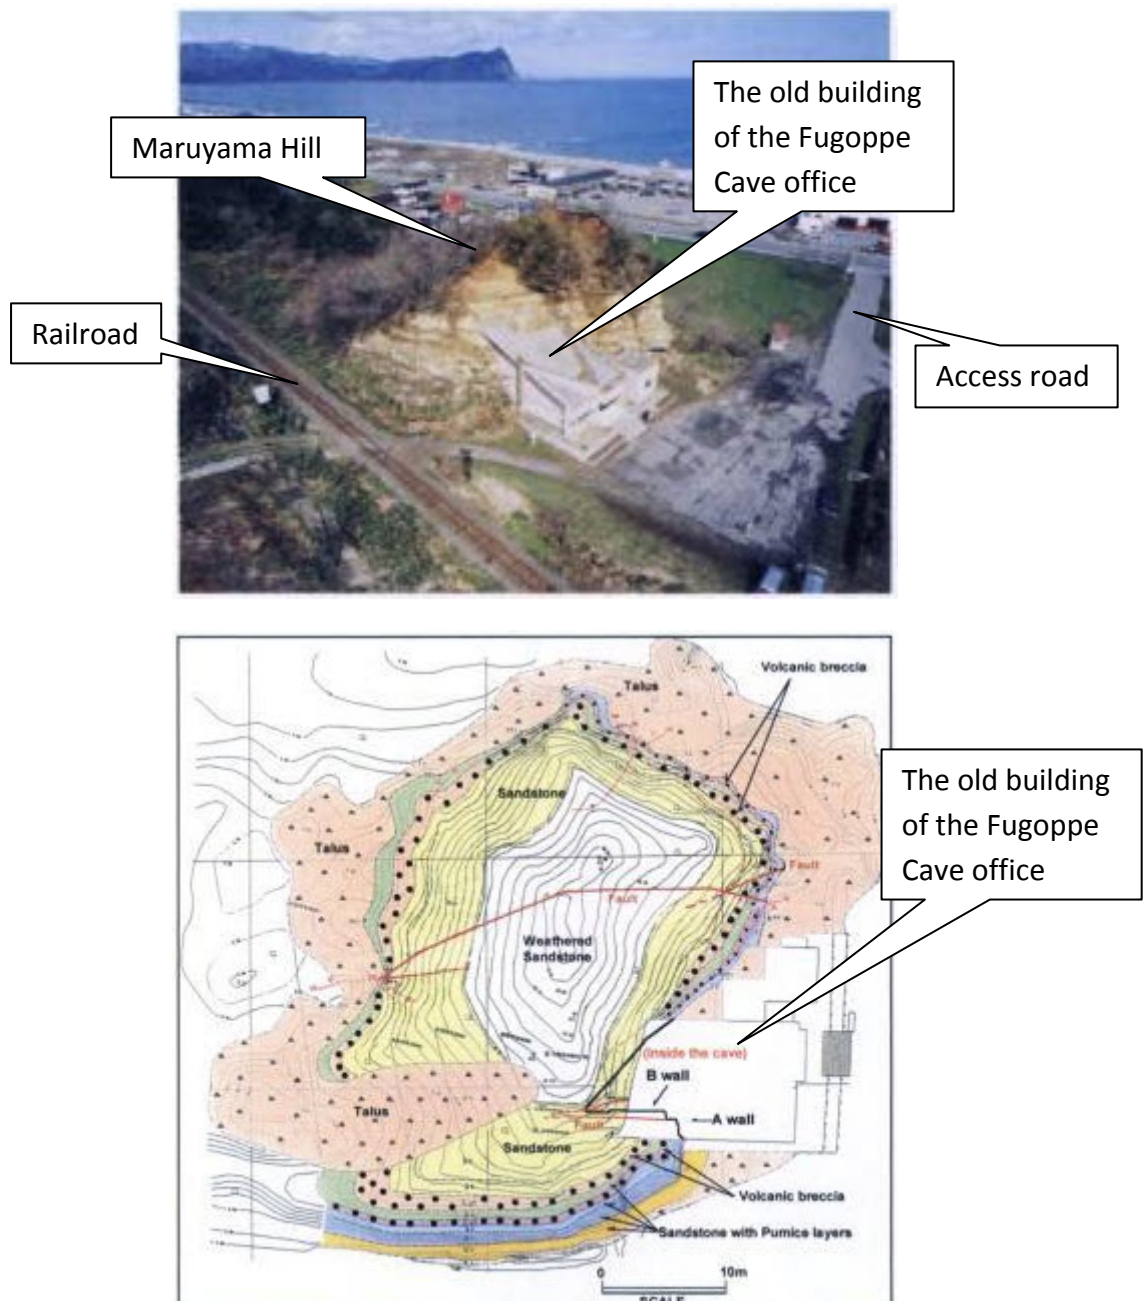 The old building
of the Fugoppe
Cave office
Maruyama Hill
Railroad
Access road
Volcanic breccia
Talus
Sandstone
The old building
of the Fugoppe
Cave office
Talus
Fault
Fault
Weathered
Sandstone
(Inside the cave)
B wall
A wall
Talus
Fault
Sandstone
Volcanic breccia
Sandstone with Pumice layers
0 10m
SCALE